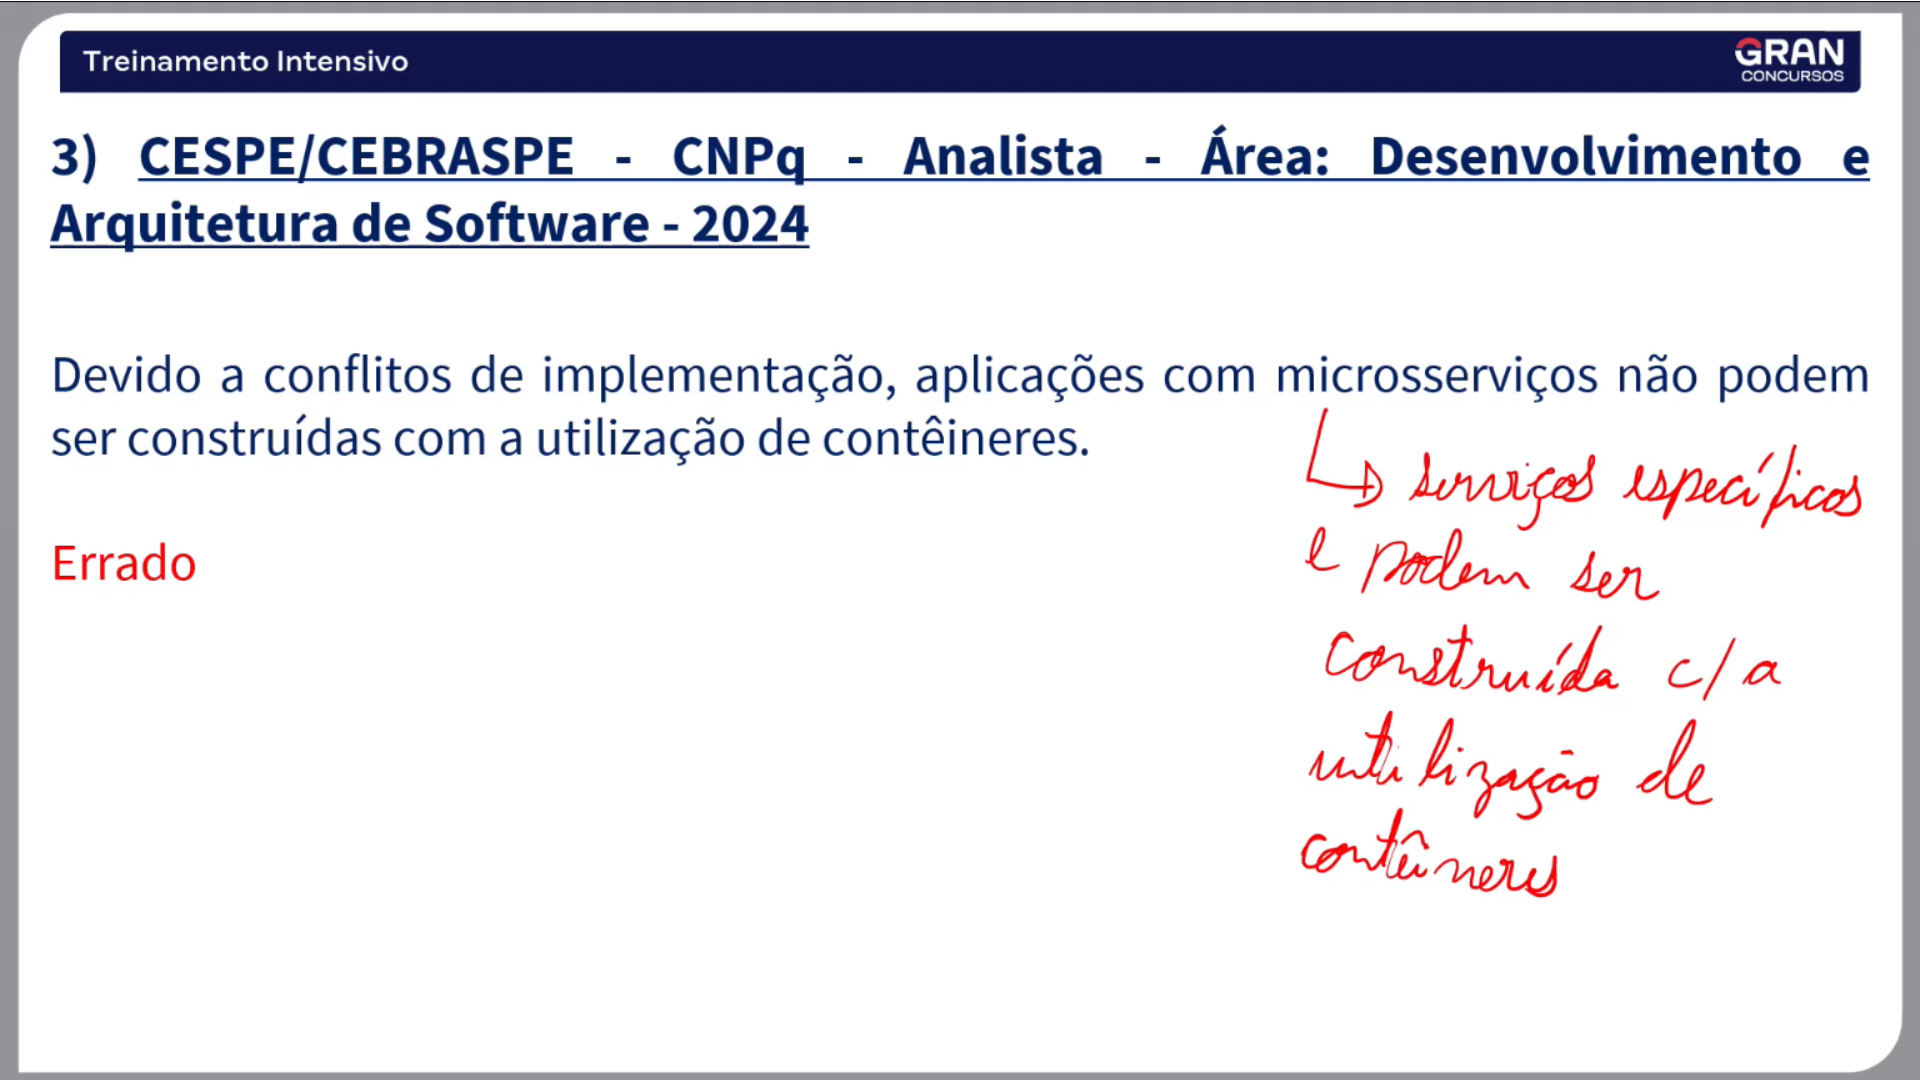 Treinamento Intensivo
GRAN
CONCURSOS
3) CESPE/CEBRASPE - CNPq - Analista - Área: Desenvolvimento e
Arquitetura de Software - 2024
Devido a conflitos de implementação, aplicações com microsserviços não podem
ser construídas com a utilização de contêineres.
serviços específicos
e podem ser
construída c/ a
utilização de
contêineres
Errado